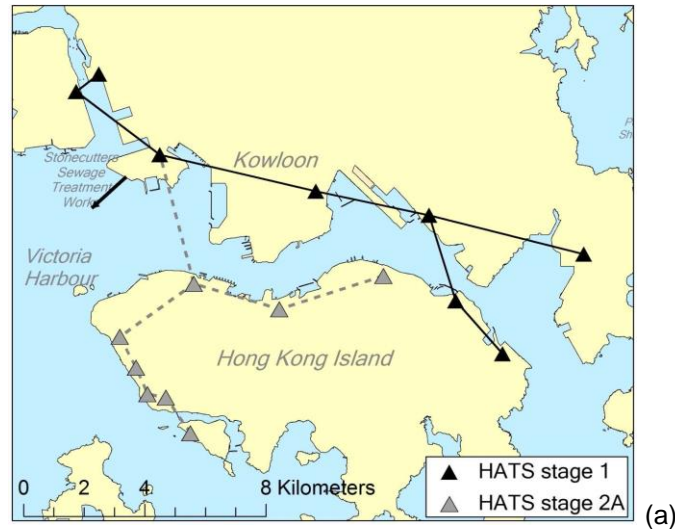 Kowloon
Stonecutters
Sewage
Treatment
Works
Victoria
Harbour
Hong Kong Island
0 2 4 8 Kilometers
HATS stage 1
HATS stage 2A
(a)